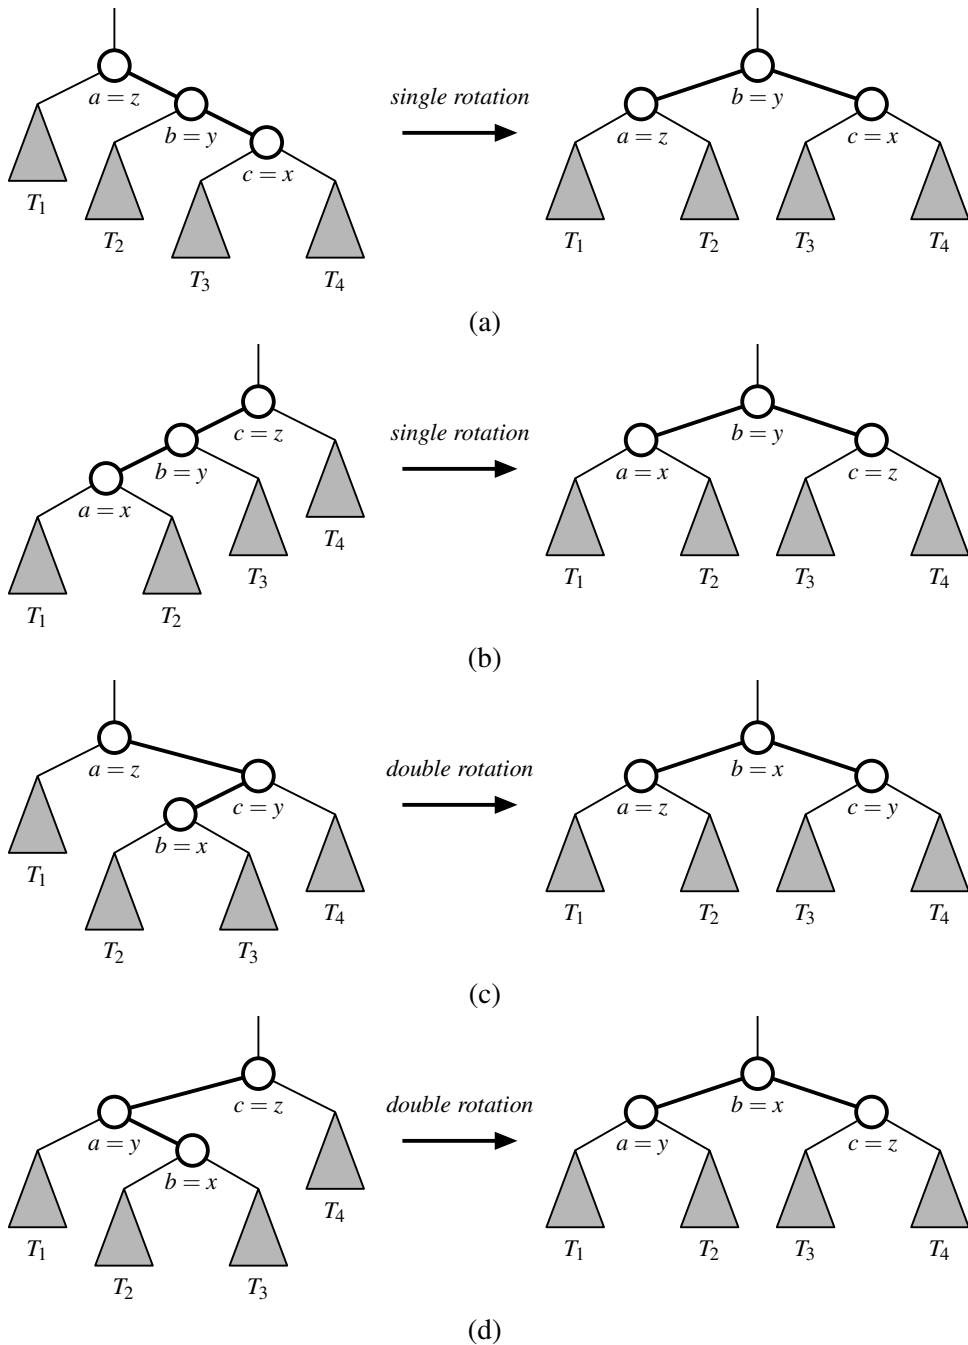 a = z
b = y
c = x
T1
T2
T3
T4
single rotation
b = y
a = z
c = x
T1
T2
T3
T4
(a)
c = z
b = y
a = x
T4
T3
T1
T2
single rotation
b = y
a = x
c = z
T1
T2
T3
T4
(b)
a = z
c = y
b = x
T1
T4
T2
T3
double rotation
b = x
a = z
c = y
T1
T2
T3
T4
(c)
c = z
a = y
b = x
T4
T1
T2
T3
double rotation
b = x
a = y
c = z
T1
T2
T3
T4
(d)